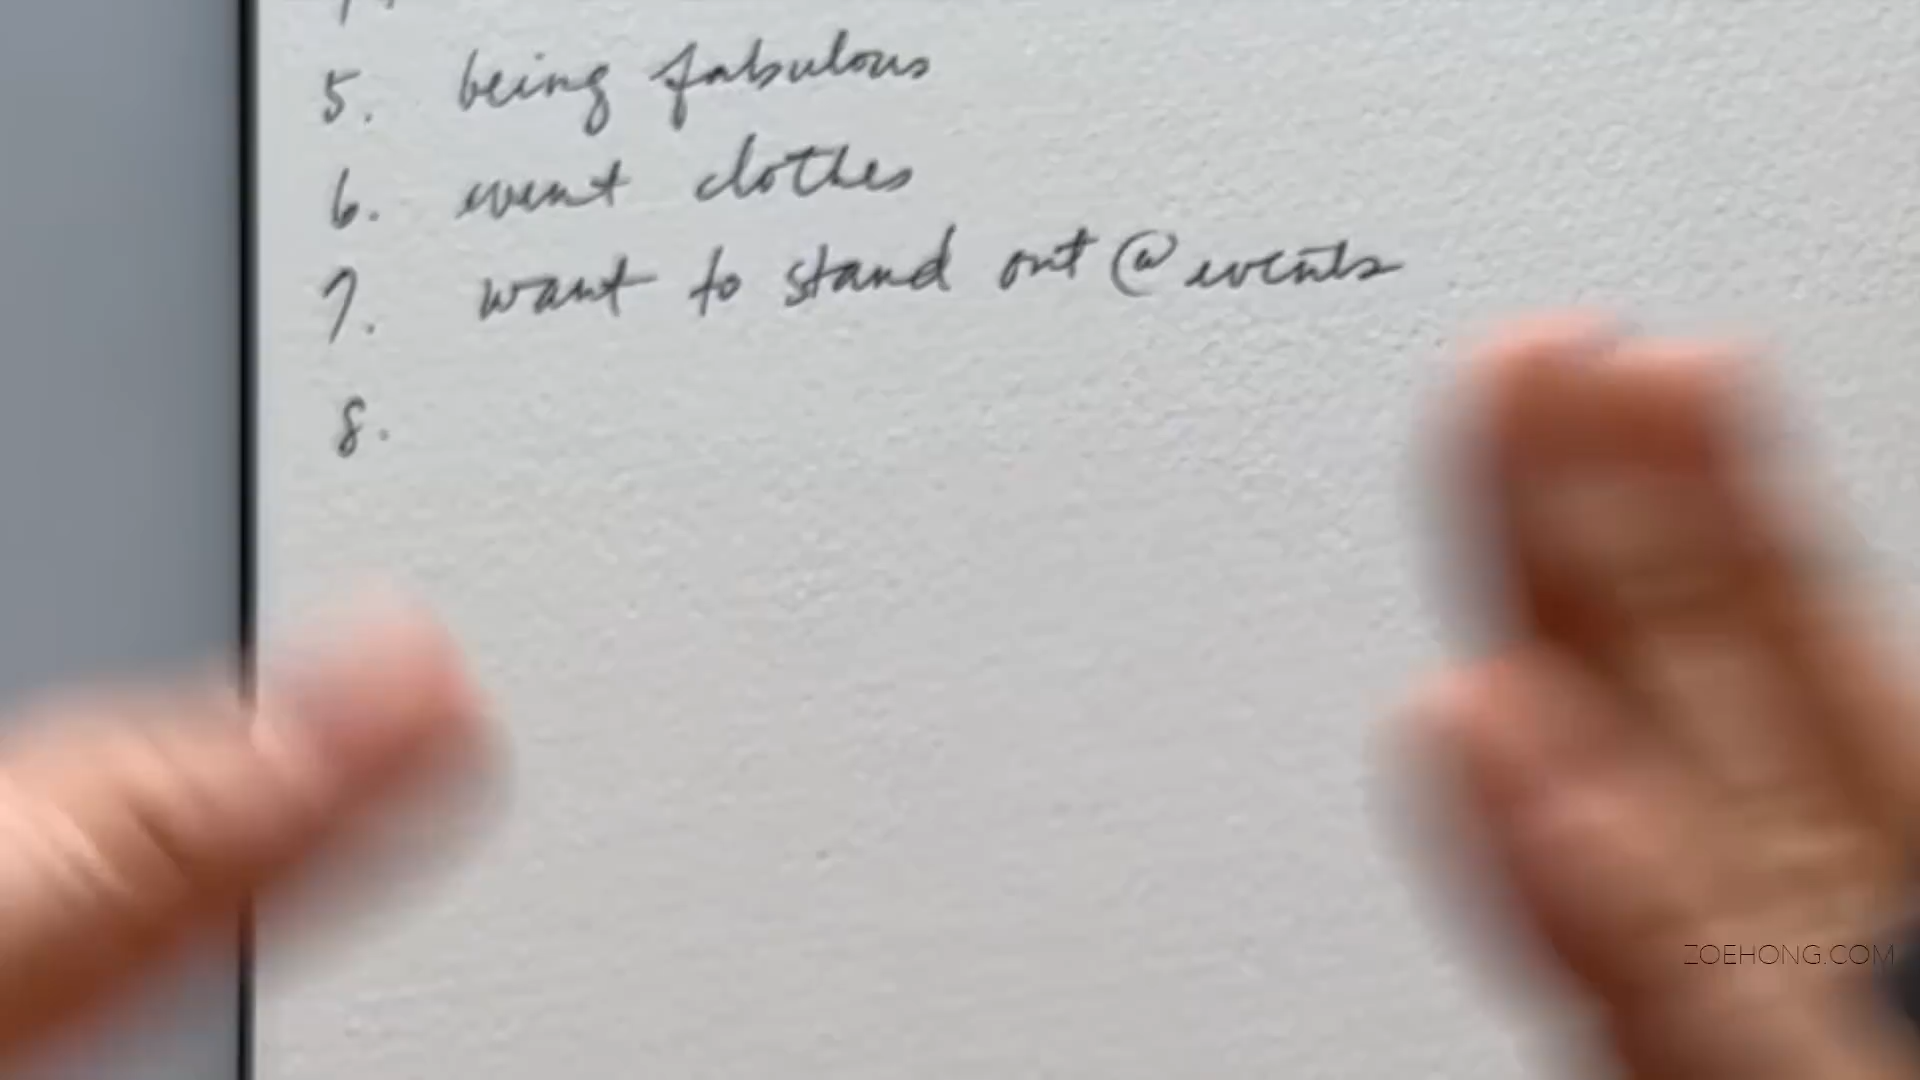 5. being fabulous
6. event clothes
7. want to stand out @ events
8.
ZOEHONG.COM